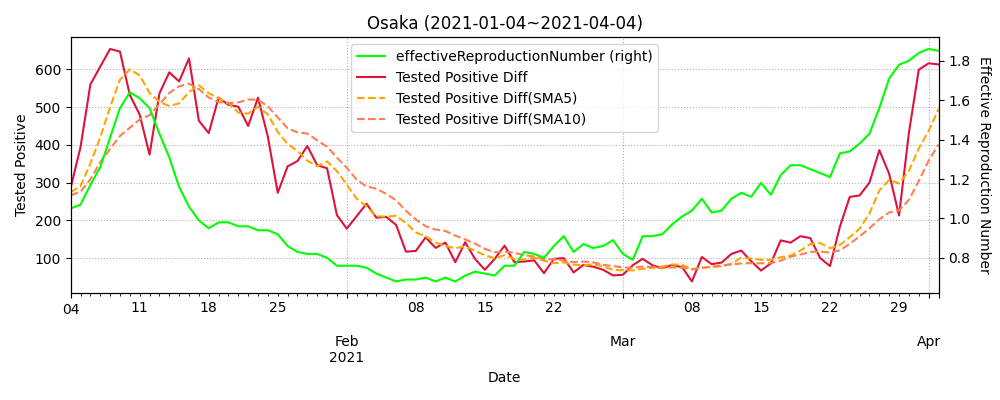 Osaka (2021-01-04~2021-04-04)
effectiveReproductionNumber (right)
Tested Positive Diff
Tested Positive Diff(SMA5)
Tested Positive Diff(SMA10)
Tested Positive
600
500
400
300
200
100
1.8
1.6
1.4
1.2
1.0
0.8
Effective Reproduction Number
04 11 18 25 08 15 22 08 15 22 29
Feb Mar Apr
2021
Date